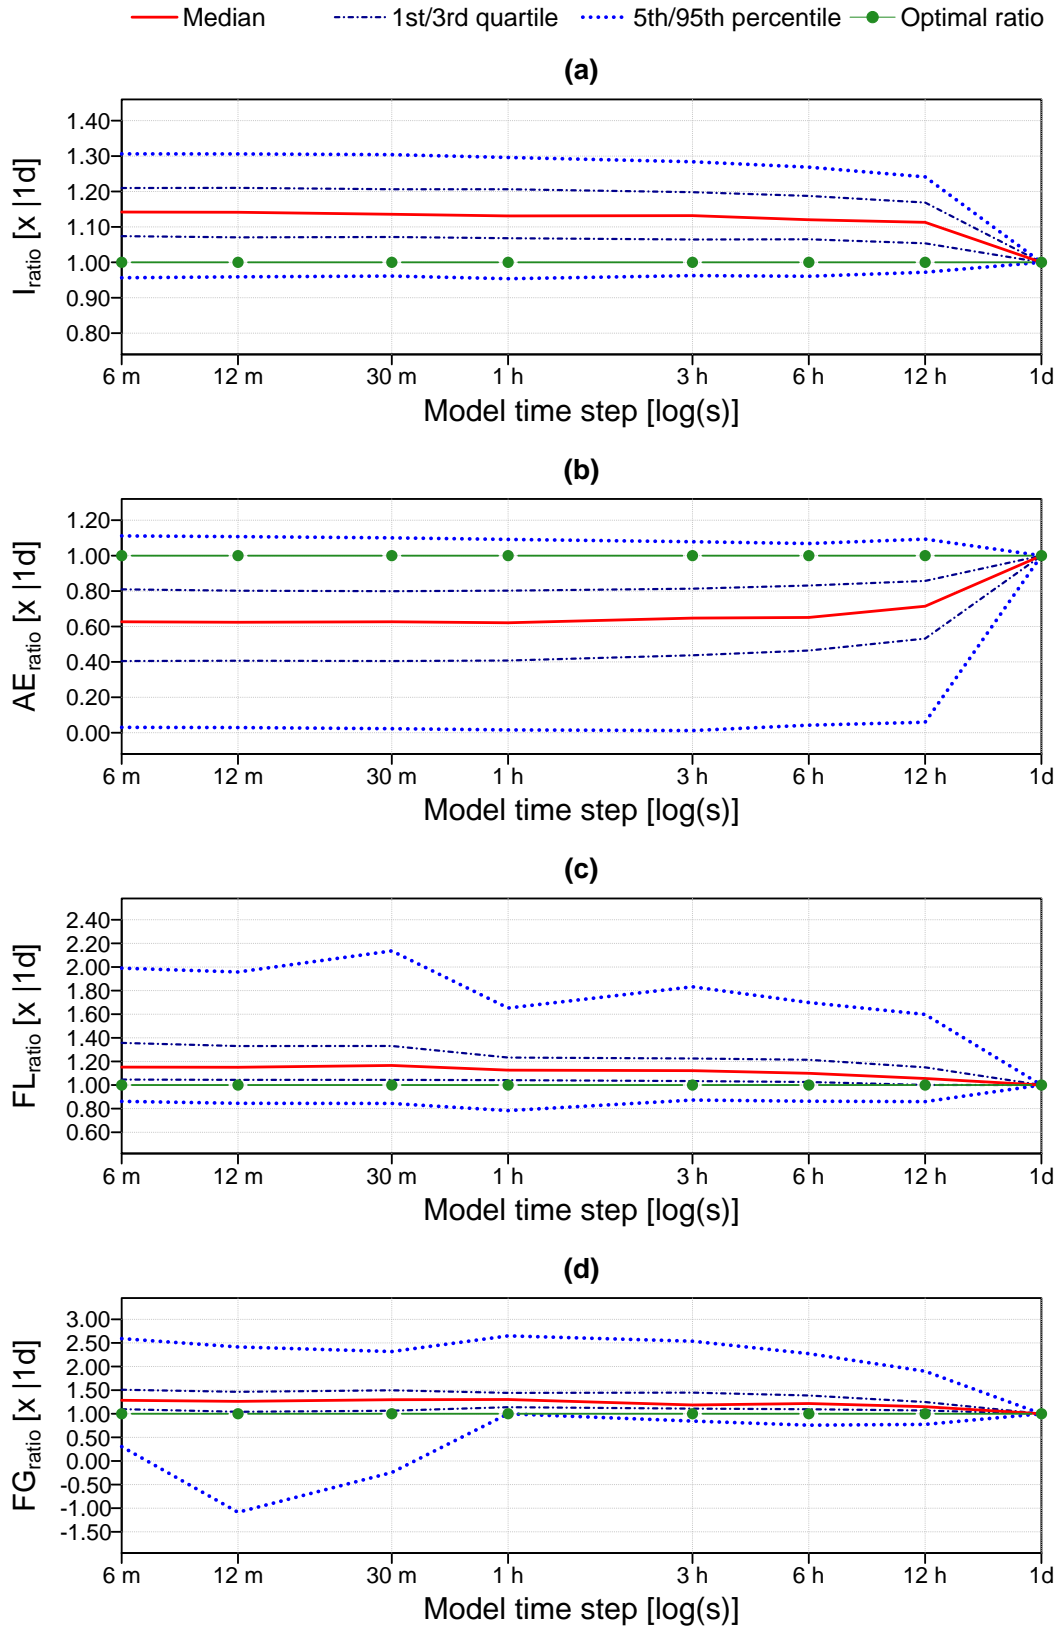 Median 1st/3rd quartile 5th/95th percentile Optimal ratio
(a)
I_ratio [x |1d]
1.40
1.30
1.20
1.10
1.00
0.90
0.80
6 m 12 m 30 m 1 h 3 h 6 h 12 h 1d
Model time step [log(s)]
(b)
AE_ratio [x |1d]
1.20
1.00
0.80
0.60
0.40
0.20
0.00
6 m 12 m 30 m 1 h 3 h 6 h 12 h 1d
Model time step [log(s)]
(c)
FL_ratio [x |1d]
2.40
2.20
2.00
1.80
1.60
1.40
1.20
1.00
0.80
0.60
6 m 12 m 30 m 1 h 3 h 6 h 12 h 1d
Model time step [log(s)]
(d)
FG_ratio [x |1d]
3.00
2.50
2.00
1.50
1.00
0.50
0.00
-0.50
-1.00
-1.50
6 m 12 m 30 m 1 h 3 h 6 h 12 h 1d
Model time step [log(s)]